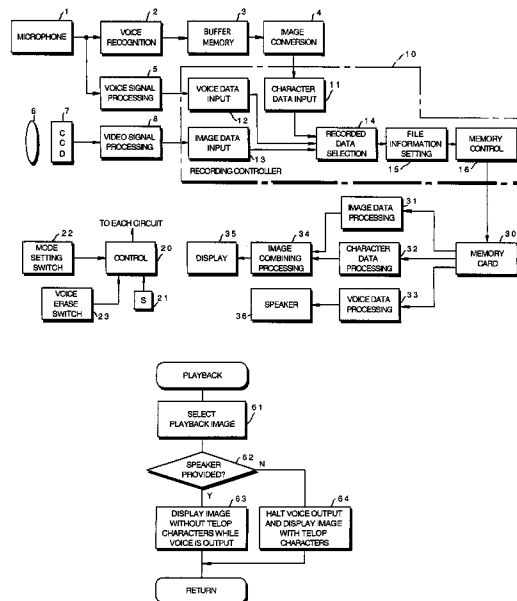 1
MICROPHONE
2
VOICE
RECOGNITION
3
BUFFER
MEMORY
4
IMAGE
CONVERSION
5
VOICE SIGNAL
PROCESSING
VOICE DATA
INPUT
12
CHARACTER
DATA INPUT
11
10
6
7
C
C
D
8
VIDEO SIGNAL
PROCESSING
IMAGE DATA
INPUT
13
RECORDING CONTROLLER
14
RECORDED
DATA
SELECTION
FILE
INFORMATION
SETTING
15
MEMORY
CONTROL
16
TO EACH CIRCUIT
22
MODE
SETTING
SWITCH
CONTROL
20
VOICE
ERASE
SWITCH
23
S
21
35
DISPLAY
34
IMAGE
COMBINING
PROCESSING
31
IMAGE DATA
PROCESSING
32
CHARACTER
DATA
PROCESSING
30
MEMORY
CARD
SPEAKER
36
33
VOICE DATA
PROCESSING
PLAYBACK
61
SELECT
PLAYBACK IMAGE
62
SPEAKER
PROVIDED?
N
Y
63
DISPLAY IMAGE
WITHOUT TELOP
CHARACTERS WHILE
VOICE IS OUTPUT
64
HALT VOICE OUTPUT
AND DISPLAY IMAGE
WITH TELOP
CHARACTERS
RETURN